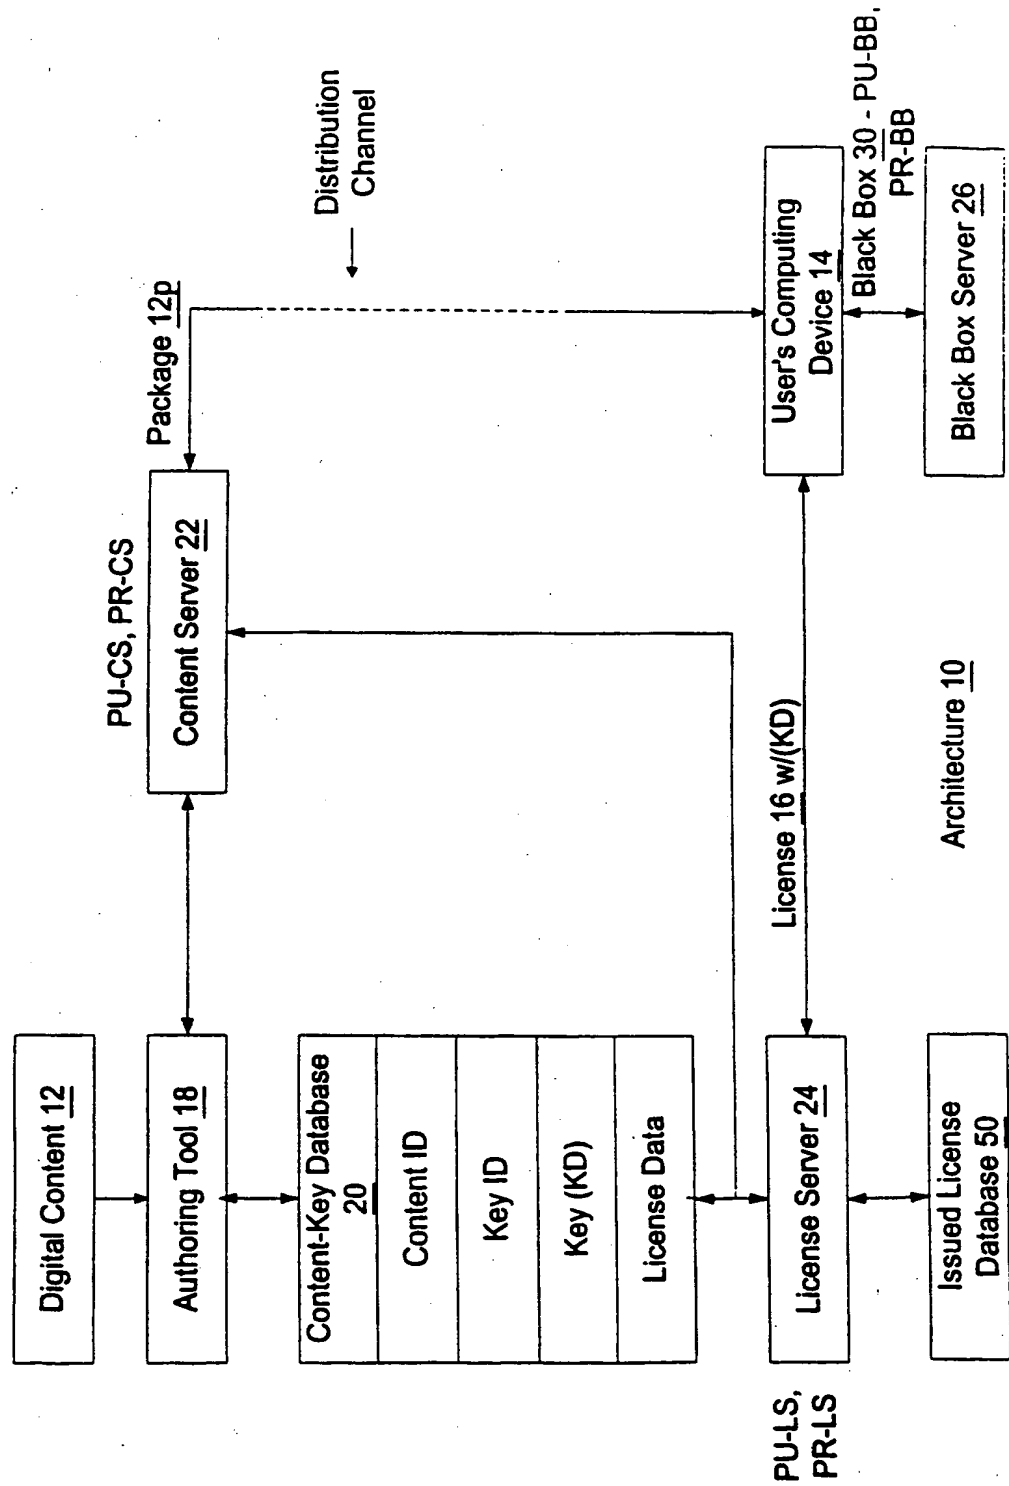 Digital Content 12
Authoring Tool 18
Content-Key Database
20
Content ID
Key ID
Key (KD)
License Data
PU-LS,
PR-LS
License Server 24
Issued License
Database 50
PU-CS, PR-CS
Content Server 22
Package 12p
Distribution
Channel
License 16 w/(KD)
User's Computing
Device 14
Black Box 30 - PU-BB,
PR-BB
Black Box Server 26
Architecture 10